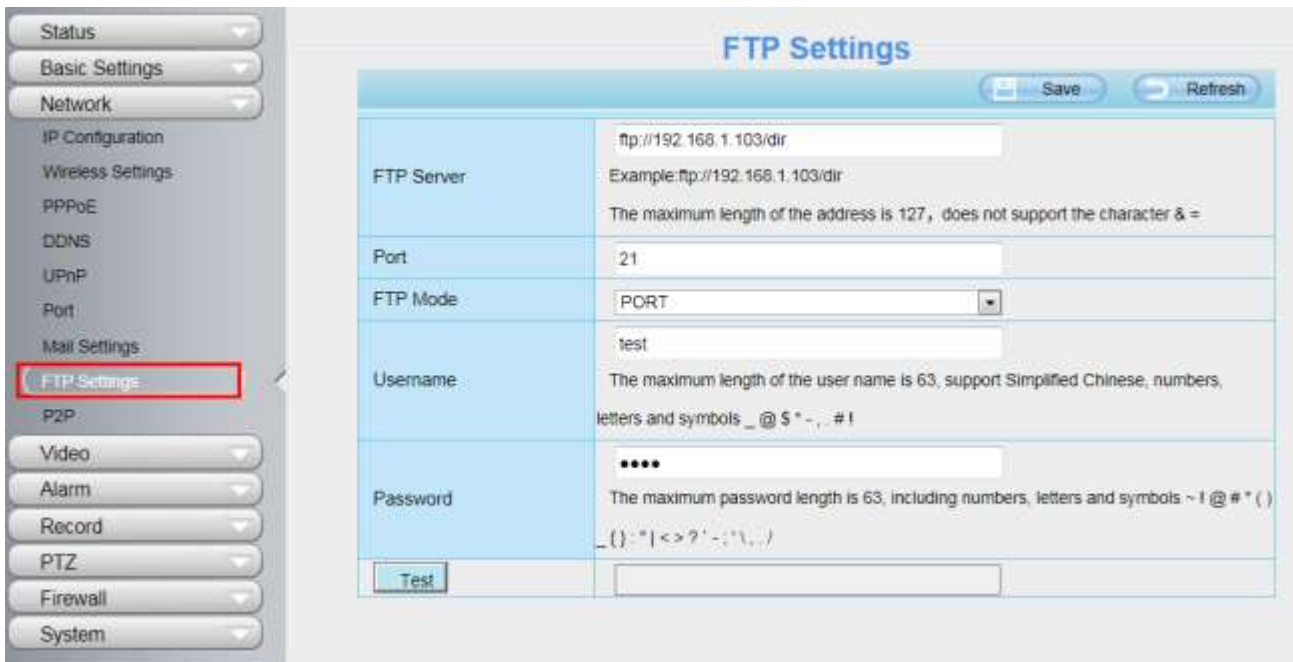 Status
Basic Settings
Network
IP Configuration
Wireless Settings
PPPoE
DDNS
UPnP
Port
Mail Settings
FTP Settings
P2P
Video
Alarm
Record
PTZ
Firewall
System
FTP Settings
Save Refresh
FTP Server
ftp://192.168.1.103/dir
Example:ftp://192.168.1.103/dir
The maximum length of the address is 127，does not support the character & =
Port
21
FTP Mode
PORT
Username
test
The maximum length of the user name is 63, support Simplified Chinese, numbers,
letters and symbols _ @ $ * - , . # !
Password
••••
The maximum password length is 63, including numbers, letters and symbols ~ ! @ # * ( )
_ { } : " | < > ? ` - ; ' \ , . /
Test